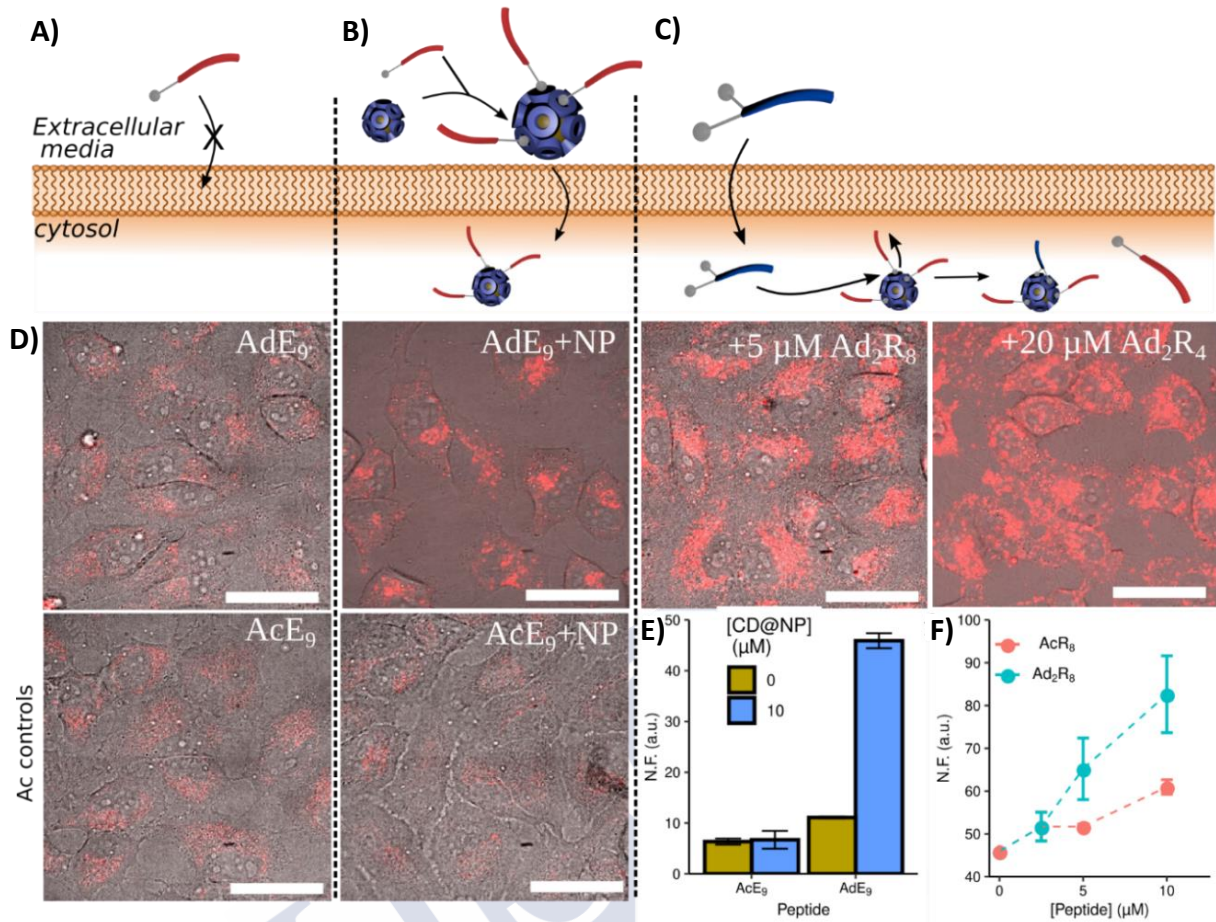 A)
B)
C)
Extracellular
media
X
cytosol
D)
AdE₉
AdE₉+NP
+5 μM Ad₂R₈
+20 μM Ad₂R₄
Ac controls
AcE₉
AcE₉+NP
E)
50
40
30
20
10
0
N.F. (a.u.)
[CD@NP]
(μM)
0
10
AcE₉
AdE₉
Peptide
F)
100
90
80
70
60
50
40
N.F. (a.u.)
AcR₈
Ad₂R₈
0
5
10
[Peptide] (μM)